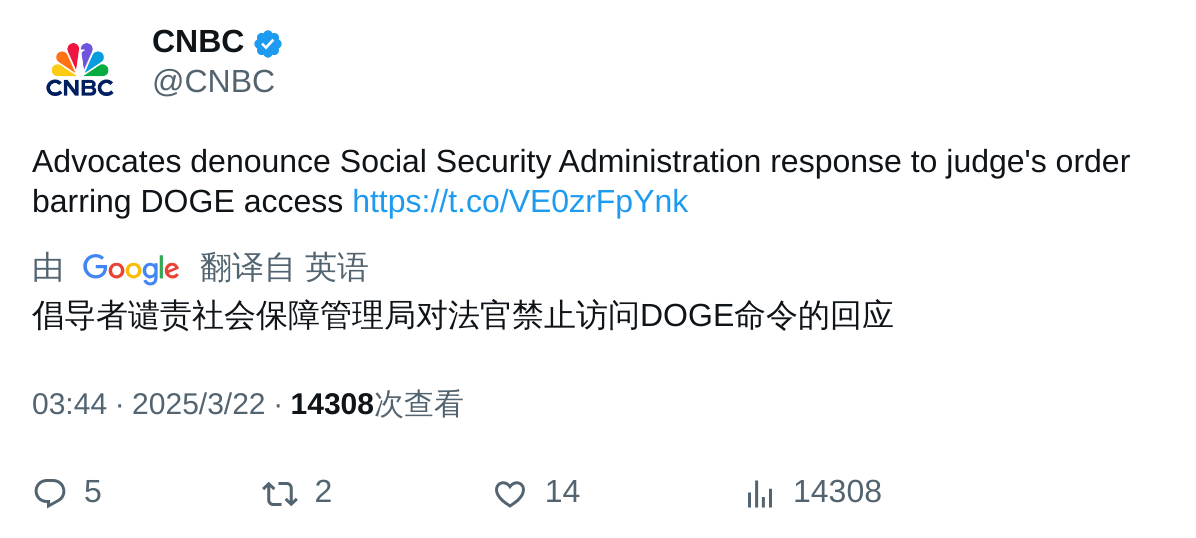 CNBC
CNBC
@CNBC
Advocates denounce Social Security Administration response to judge's order
barring DOGE access https://t.co/VE0zrFpYnk
由 Google 翻译自 英语
倡导者谴责社会保障管理局对法官禁止访问DOGE命令的回应
03:44 · 2025/3/22 · 14308次查看
5 2 14 14308